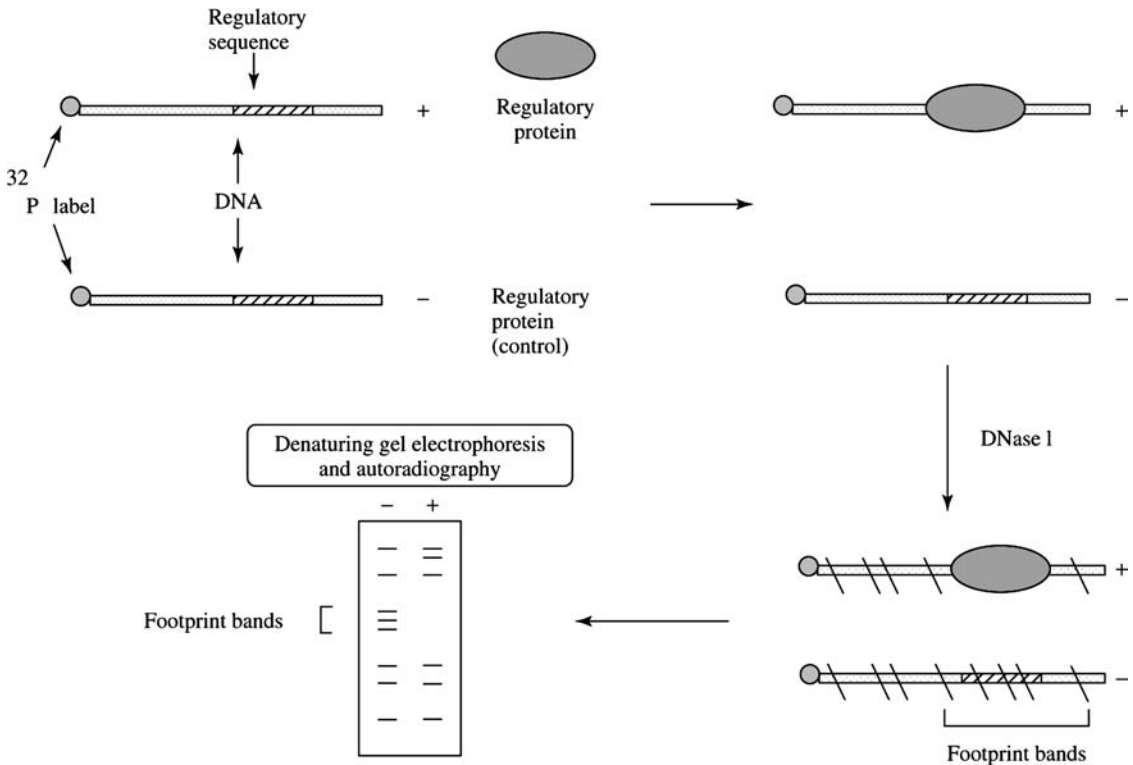 Regulatory
sequence
+
Regulatory
protein
+
32
P label
DNA
−
Regulatory
protein
(control)
−
DNase l
Denaturing gel electrophoresis
and autoradiography
− +
Footprint bands
+
−
Footprint bands